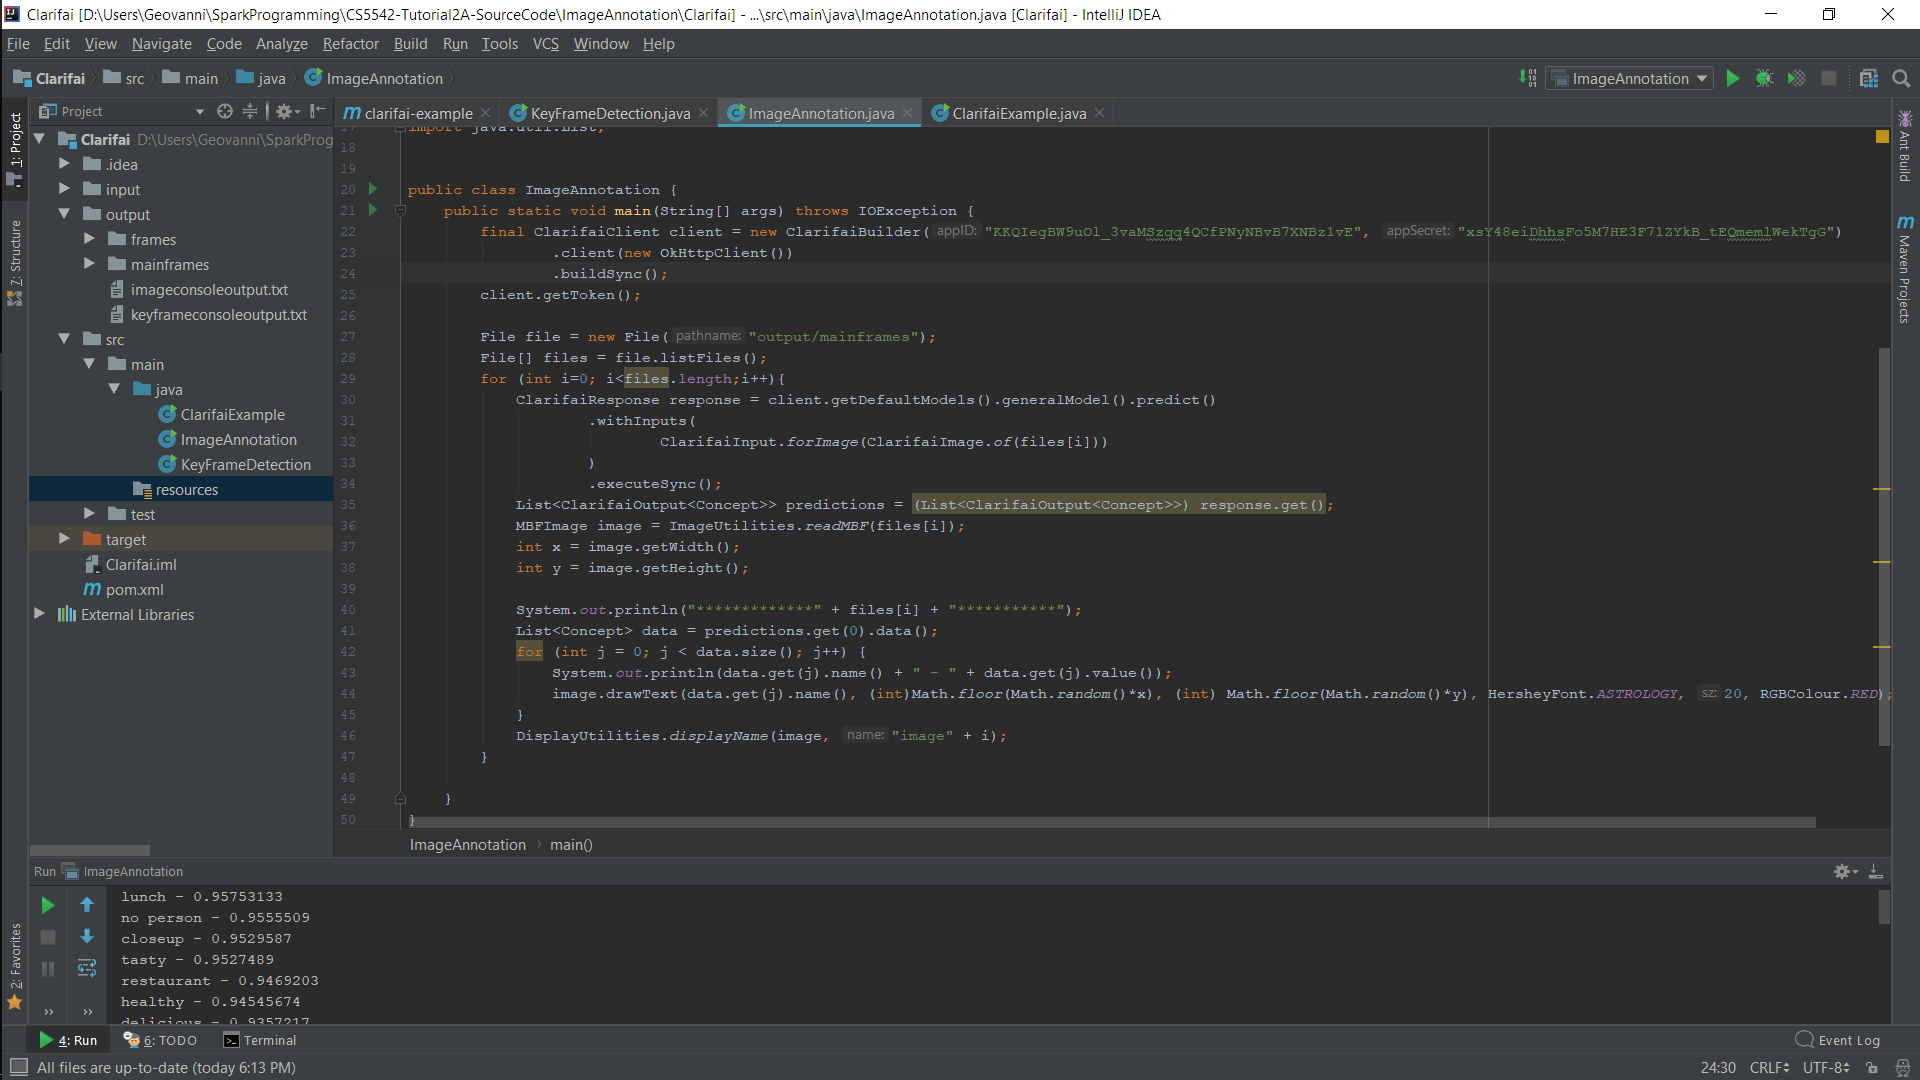 Clarifai [D:\Users\Geovanni\SparkProgramming\CS5542-Tutorial2A-SourceCode\ImageAnnotation\Clarifai] - ...\src\main\java\ImageAnnotation.java [Clarifai] - IntelliJ IDEA
File Edit View Navigate Code Analyze Refactor Build Run Tools VCS Window Help
Clarifai src main java ImageAnnotation
ImageAnnotation
Project
clarifai-example KeyFrameDetection.java ImageAnnotation.java ClarifaiExample.java
1: Project
7: Structure
2: Favorites
Clarifai D:\Users\Geovanni\SparkProg
.idea
input
output
frames
mainframes
imageconsoleoutput.txt
keyframeconsoleoutput.txt
src
main
java
ClarifaiExample
ImageAnnotation
KeyFrameDetection
resources
test
target
Clarifai.iml
pom.xml
External Libraries
17 import java.util.List;
18
19
20 public class ImageAnnotation {
21 public static void main(String[] args) throws IOException {
22 final ClarifaiClient client = new ClarifaiBuilder( appID: "KKQIegBW9uOl_3vaMSzqq4QCfPNyNBvB7XNBz1vE", appSecret: "xsY48eiDhhsFo5M7HE3F71ZYkB_tEQmemlWekTgG")
23 .client(new OkHttpClient())
24 .buildSync();
25 client.getToken();
26
27 File file = new File( pathname: "output/mainframes");
28 File[] files = file.listFiles();
29 for (int i=0; i<files.length;i++){
30 ClarifaiResponse response = client.getDefaultModels().generalModel().predict()
31 .withInputs(
32 ClarifaiInput.forImage(ClarifaiImage.of(files[i]))
33 )
34 .executeSync();
35 List<ClarifaiOutput<Concept>> predictions = (List<ClarifaiOutput<Concept>>) response.get();
36 MBFImage image = ImageUtilities.readMBF(files[i]);
37 int x = image.getWidth();
38 int y = image.getHeight();
39
40 System.out.println("*************" + files[i] + "***********");
41 List<Concept> data = predictions.get(0).data();
42 for (int j = 0; j < data.size(); j++) {
43 System.out.println(data.get(j).name() + " - " + data.get(j).value());
44 image.drawText(data.get(j).name(), (int)Math.floor(Math.random()*x), (int) Math.floor(Math.random()*y), HersheyFont.ASTROLOGY, sz: 20, RGBColour.RED);
45 }
46 DisplayUtilities.displayName(image, name: "image" + i);
47 }
48
49 }
50 }
Ant Build
Maven Projects
ImageAnnotation › main()
Run ImageAnnotation
lunch - 0.95753133
no person - 0.9555509
closeup - 0.9529587
tasty - 0.9527489
restaurant - 0.9469203
healthy - 0.94545674
delicious - 0.9357217
4: Run 6: TODO Terminal Event Log
All files are up-to-date (today 6:13 PM) 24:30 CRLF UTF-8